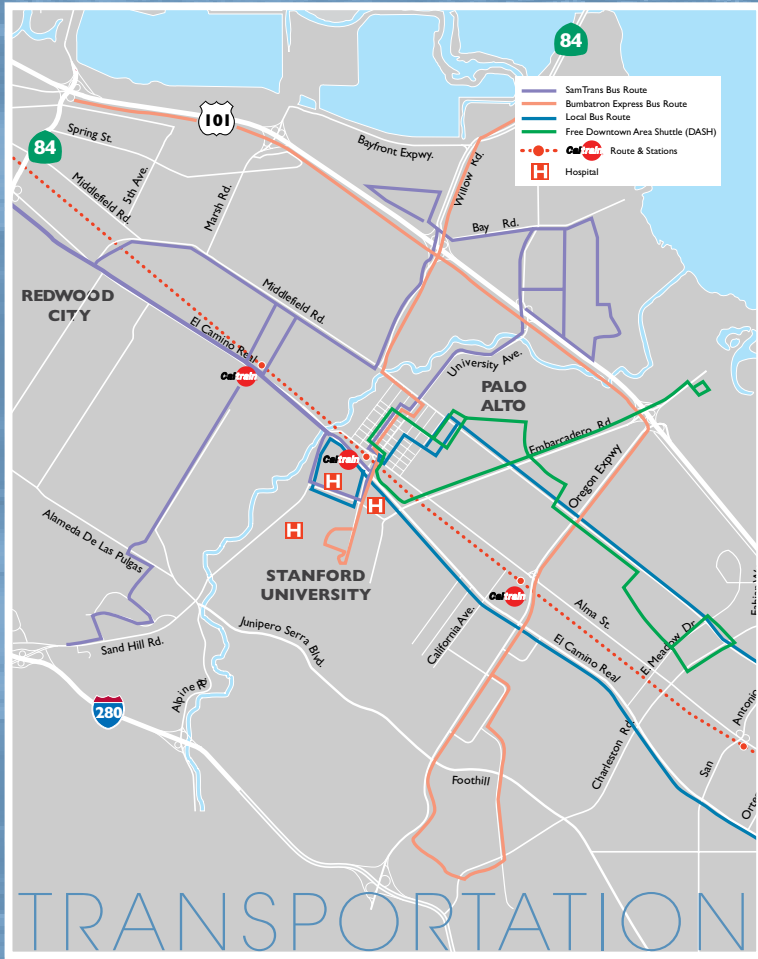 84
SamTrans Bus Route
Bumbatron Express Bus Route
Local Bus Route
Free Downtown Area Shuttle (DASH)
Caltrain Route & Stations
H Hospital
101
84
Spring St.
5th Ave.
Middlefield Rd.
Marsh Rd.
Bayfront Expwy.
Willow Rd.
Bay Rd.
REDWOOD
CITY
Middlefield Rd.
El Camino Real
Caltrain
University Ave.
PALO
ALTO
Embarcadero Rd.
Oregon Expwy
Caltrain
H
H
H
Alameda De Las Pulgas
STANFORD
UNIVERSITY
Caltrain
California Ave.
Alma St.
El Camino Real
E. Meadow Dr.
Sand Hill Rd.
Junipero Serra Blvd.
Alpine R.
280
Charleston Rd.
San
Antonio
Foothill
TRANSPORTATION